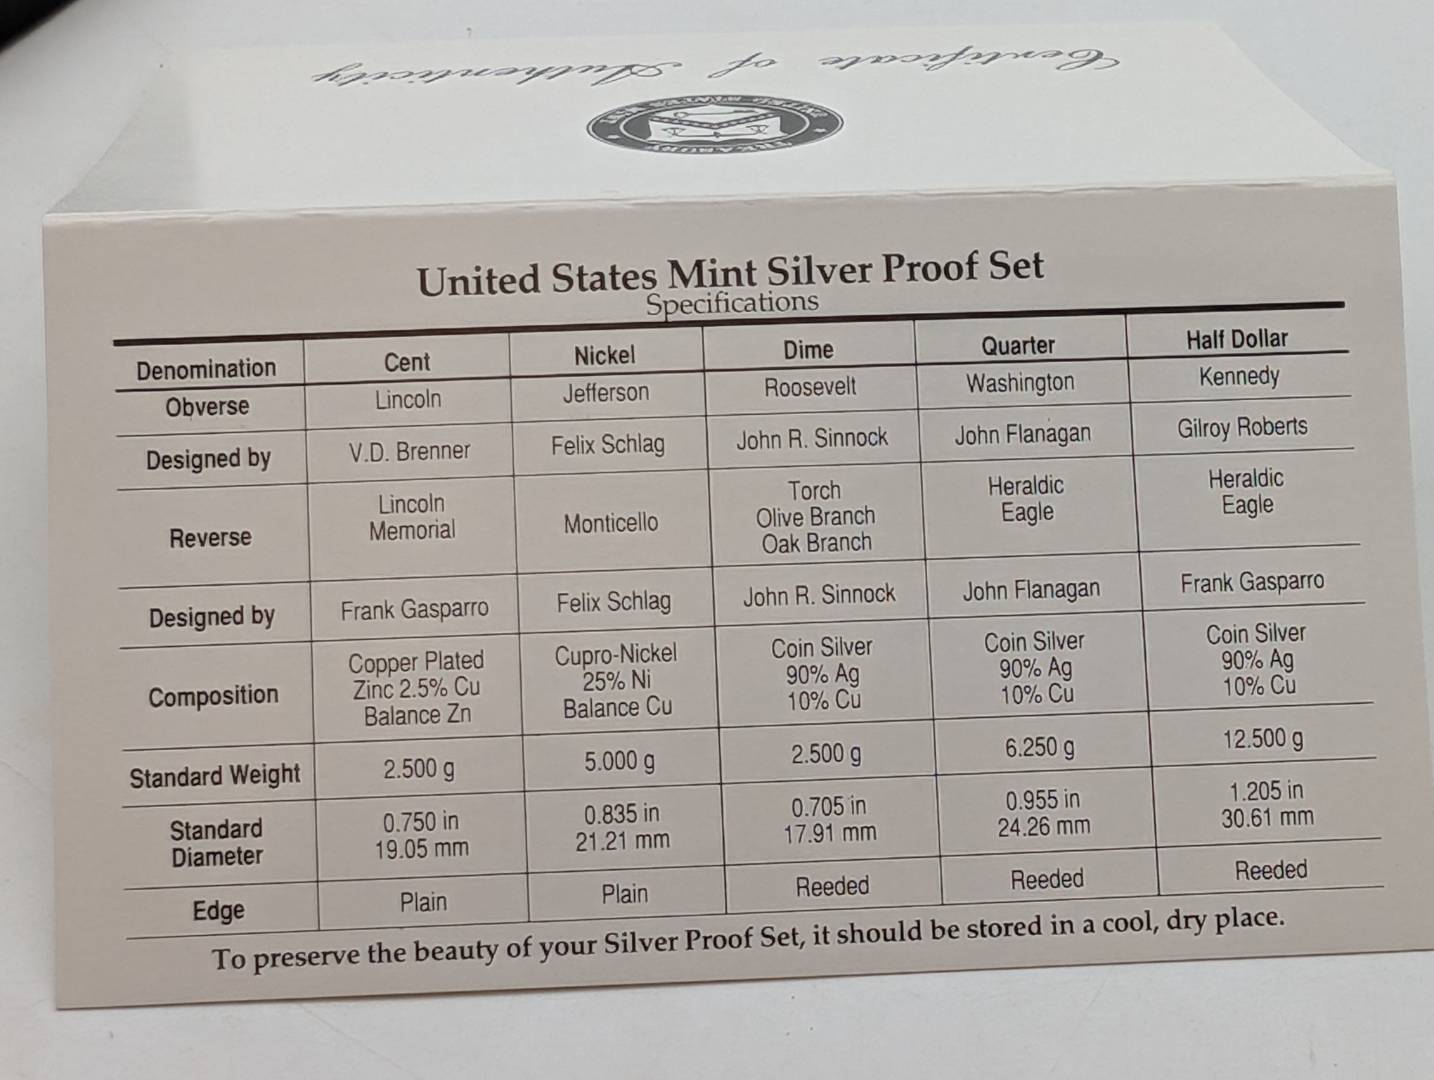 Certificate of Authenticity
United States Mint Silver Proof Set
Specifications
Denomination Cent Nickel Dime Quarter Half Dollar
Obverse Lincoln Jefferson Roosevelt Washington Kennedy
Designed by V.D. Brenner Felix Schlag John R. Sinnock John Flanagan Gilroy Roberts
Reverse
Lincoln
Memorial
Monticello
Torch
Olive Branch
Oak Branch
Heraldic
Eagle
Heraldic
Eagle
Designed by Frank Gasparro Felix Schlag John R. Sinnock John Flanagan Frank Gasparro
Composition
Copper Plated
Zinc 2.5% Cu
Balance Zn
Cupro-Nickel
25% Ni
Balance Cu
Coin Silver
90% Ag
10% Cu
Coin Silver
90% Ag
10% Cu
Coin Silver
90% Ag
10% Cu
Standard Weight 2.500 g 5.000 g 2.500 g 6.250 g 12.500 g
Standard
Diameter
0.750 in
19.05 mm
0.835 in
21.21 mm
0.705 in
17.91 mm
0.955 in
24.26 mm
1.205 in
30.61 mm
Edge Plain Plain Reeded Reeded Reeded
To preserve the beauty of your Silver Proof Set, it should be stored in a cool, dry place.